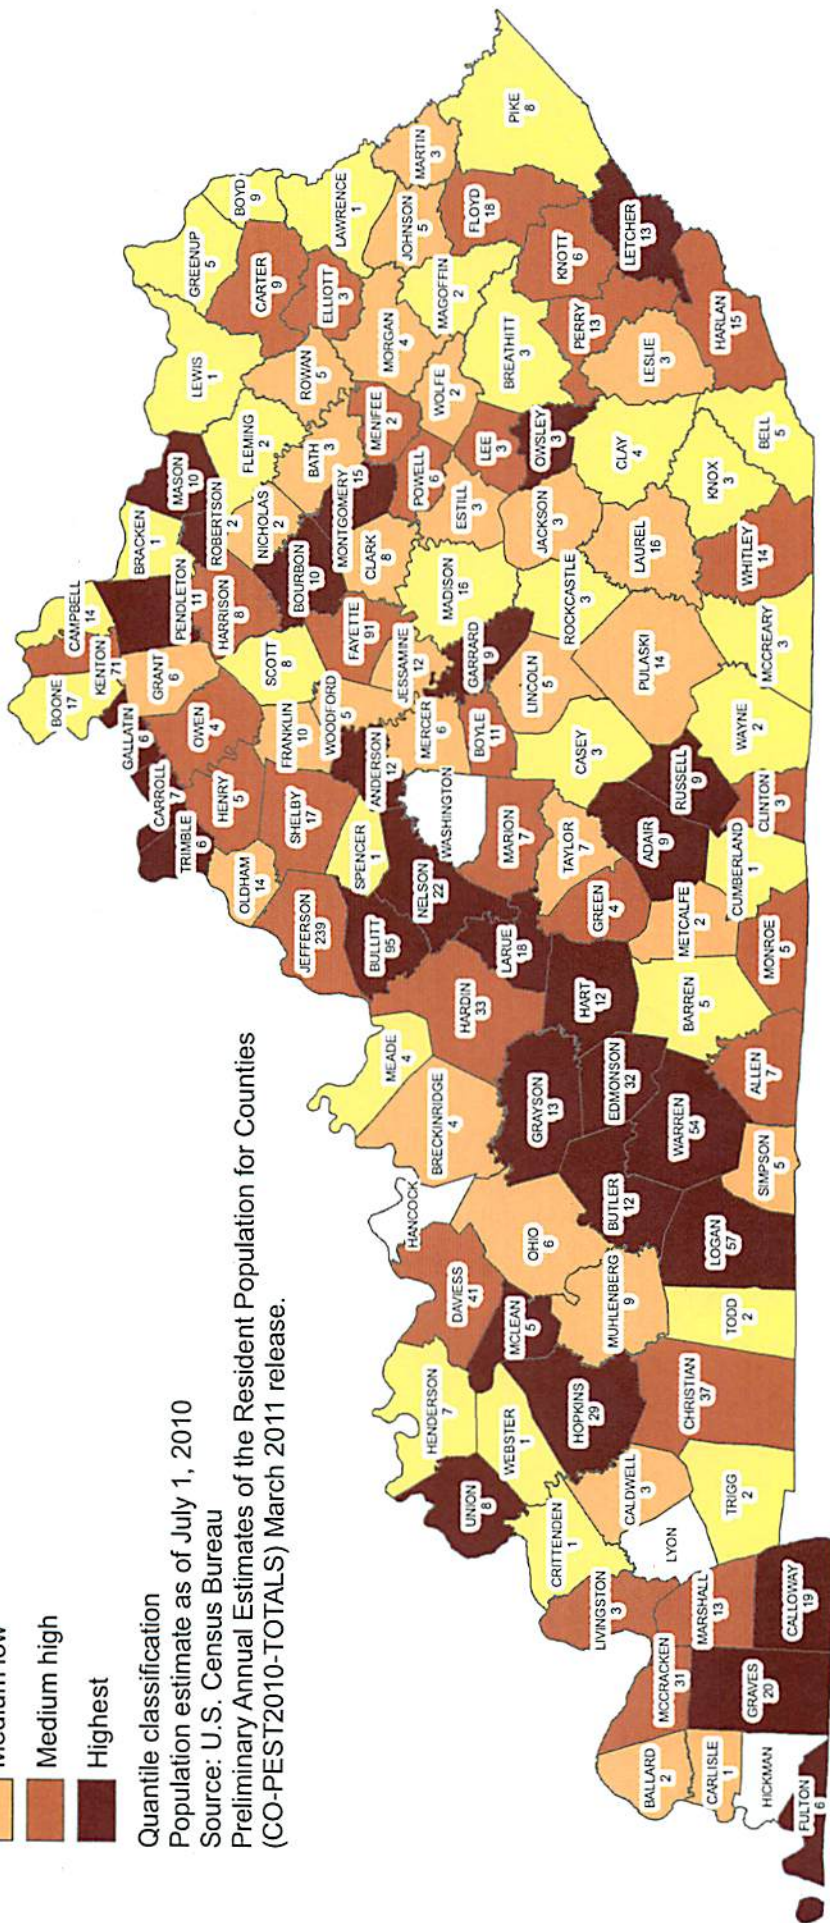 Medium low
Medium high
Highest
Quantile classification
Population estimate as of July 1, 2010
Source: U.S. Census Bureau
Preliminary Annual Estimates of the Resident Population for Counties
(CO-PEST2010-TOTALS) March 2011 release.
BOONE
17
CAMPBELL
14
KENTON
71
GALLATIN
6
GRANT
6
PENDLETON
11
BRACKEN
1
MASON
10
LEWIS
1
GREENUP
5
BOYD
9
CARROLL
7
TRIMBLE
6
OWEN
4
HARRISON
8
ROBERTSON
2
FLEMING
2
CARTER
9
OLDHAM
14
HENRY
5
NICHOLAS
2
ROWAN
5
ELLIOTT
3
LAWRENCE
1
JEFFERSON
239
SHELBY
17
FRANKLIN
10
SCOTT
8
BOURBON
10
BATH
3
SPENCER
1
ANDERSON
12
WOODFORD
5
FAYETTE
91
CLARK
8
MONTGOMERY
15
MENIFEE
2
MORGAN
4
JOHNSON
5
MARTIN
3
BULLITT
95
NELSON
22
WASHINGTON
MERCER
6
JESSAMINE
12
MADISON
16
ESTILL
3
POWELL
6
WOLFE
2
MAGOFFIN
2
FLOYD
18
PIKE
8
MEADE
4
HARDIN
33
LARUE
18
MARION
7
BOYLE
11
GARRARD
9
LEE
3
BREATHITT
3
KNOTT
6
HANCOCK
BRECKINRIDGE
4
GRAYSON
13
HART
12
GREEN
4
TAYLOR
7
CASEY
3
LINCOLN
5
ROCKCASTLE
3
JACKSON
3
OWSLEY
3
PERRY
13
LETCHER
13
HENDERSON
7
DAVIESS
41
OHIO
6
EDMONSON
32
ADAIR
9
RUSSELL
9
PULASKI
14
LAUREL
16
CLAY
4
LESLIE
3
HARLAN
15
UNION
8
WEBSTER
1
MCLEAN
5
MUHLENBERG
9
BUTLER
12
WARREN
54
BARREN
5
METCALFE
2
CUMBERLAND
1
CLINTON
3
WAYNE
2
MCCREARY
3
WHITLEY
14
KNOX
3
BELL
5
CRITTENDEN
1
HOPKINS
29
LOGAN
57
SIMPSON
5
ALLEN
7
MONROE
5
LIVINGSTON
3
CALDWELL
3
LYON
CHRISTIAN
37
TODD
2
TRIGG
2
BALLARD
2
MCCRACKEN
31
MARSHALL
13
CARLISLE
1
GRAVES
20
CALLOWAY
19
HICKMAN
FULTON
6